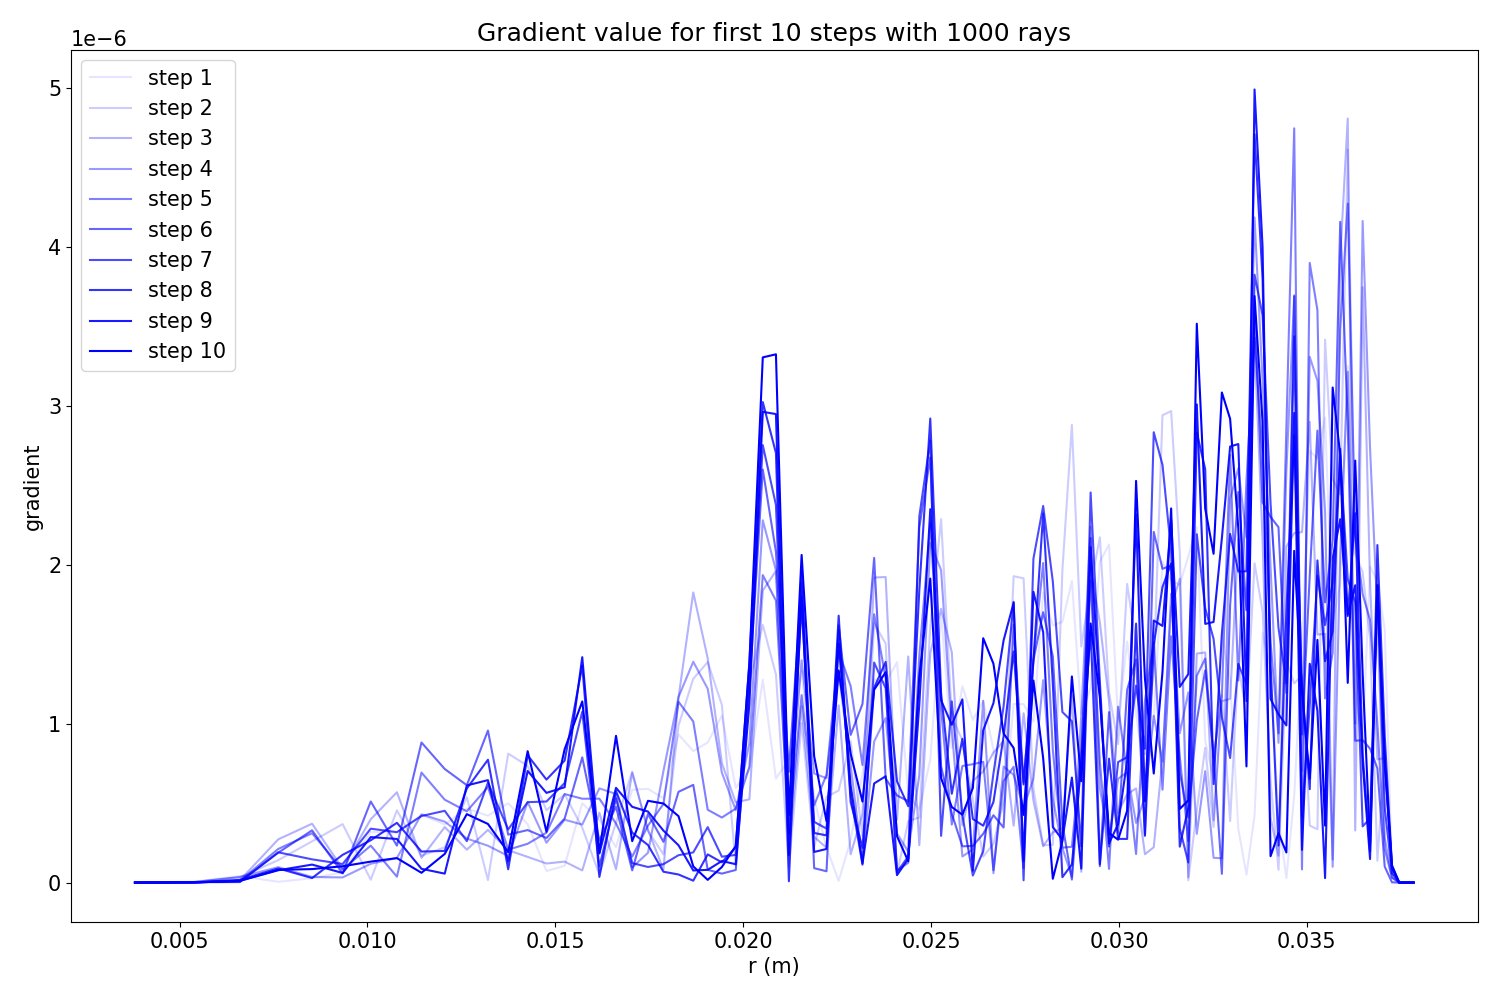 Gradient value for first 10 steps with 1000 rays
1e−6
step 1
step 2
step 3
step 4
step 5
step 6
step 7
step 8
step 9
step 10
5
4
3
2
1
0
gradient
0.005 0.010 0.015 0.020 0.025 0.030 0.035
r (m)